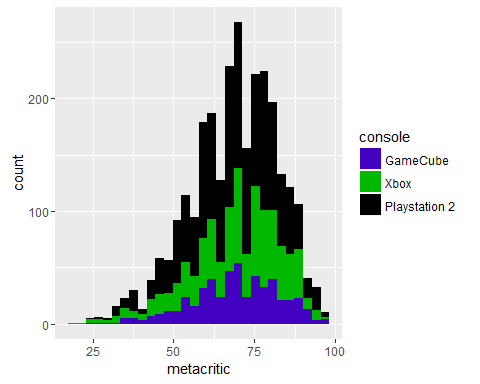 console
GameCube
Xbox
Playstation 2
count
200
100
0
25 50 75 100
metacritic